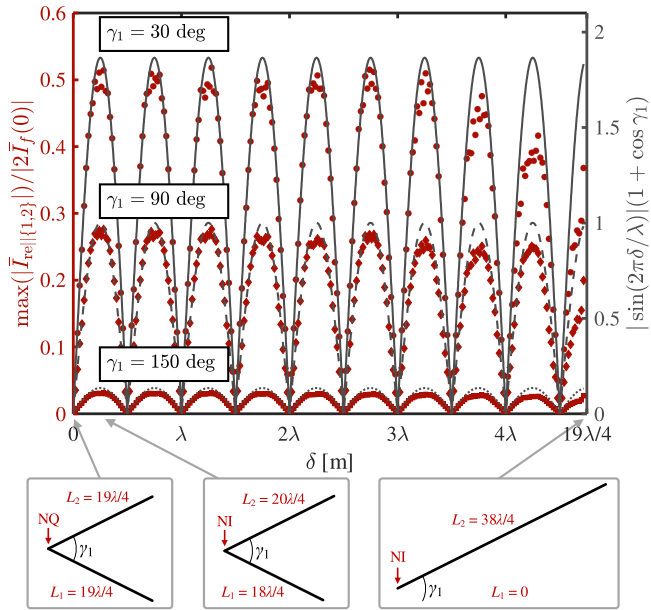 0.6
0.5
0.4
0.3
0.2
0.1
0
max(|Ī_re||{1,2}|)/|2Ī_f(0)|
γ₁ = 30 deg
γ₁ = 90 deg
γ₁ = 150 deg
2
1.5
1
0.5
0
|sin(2πδ/λ)|(1 + cos γ₁)
0 λ 2λ 3λ 4λ 19λ/4
δ [m]
L₂ = 19λ/4
NQ
γ₁
L₁ = 19λ/4
L₂ = 20λ/4
NI
γ₁
L₁ = 18λ/4
L₂ = 38λ/4
NI
γ₁
L₁ = 0